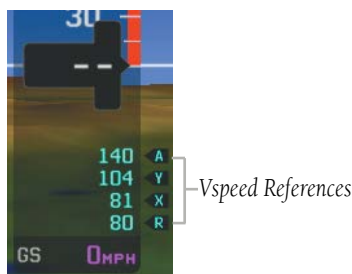 30
--
140 A
104 Y
81 X
80 R
Vspeed References
GS 0MPH